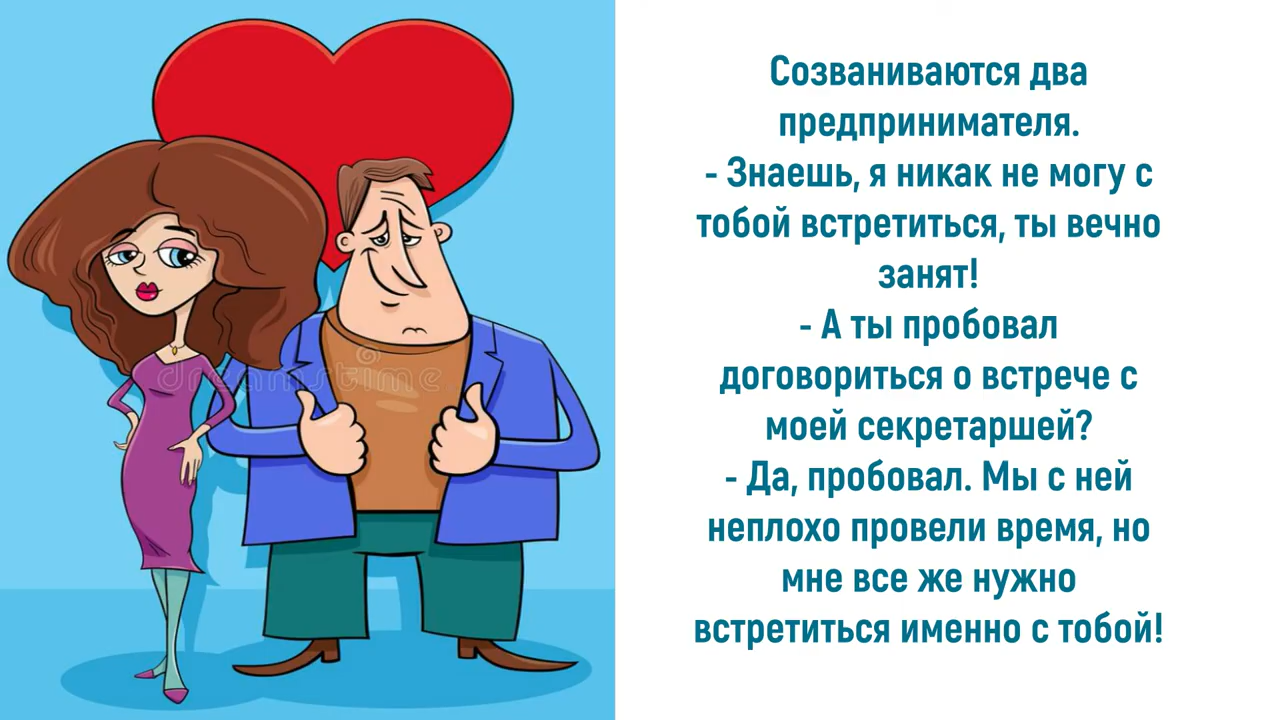 Созваниваются два
предпринимателя.
- Знаешь, я никак не могу с
тобой встретиться, ты вечно
занят!
- А ты пробовал
договориться о встрече с
моей секретаршей?
- Да, пробовал. Мы с ней
неплохо провели время, но
мне все же нужно
встретиться именно с тобой!
dreamstime